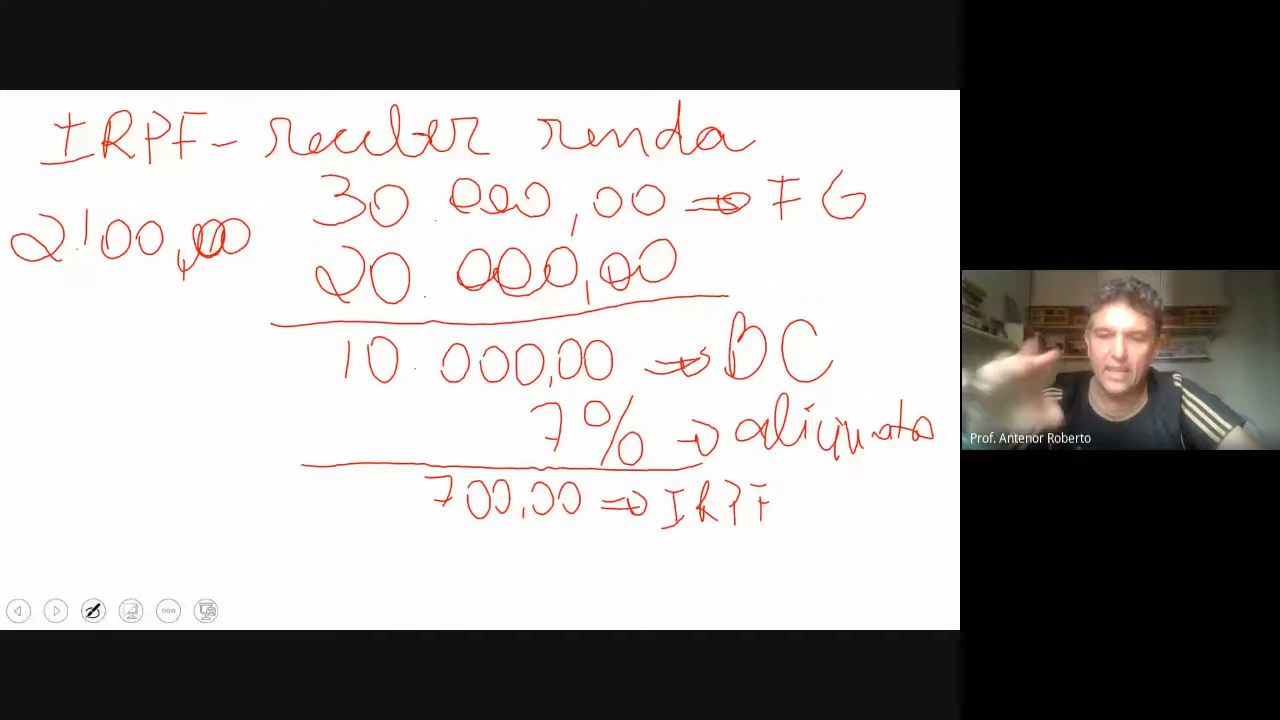 IRPF - receber renda
30.000,00 => FG
2.100,00
20.000,00
10.000,00 => BC
7% -> aliquota
700,00 => IRPF
Prof. Antenor Roberto